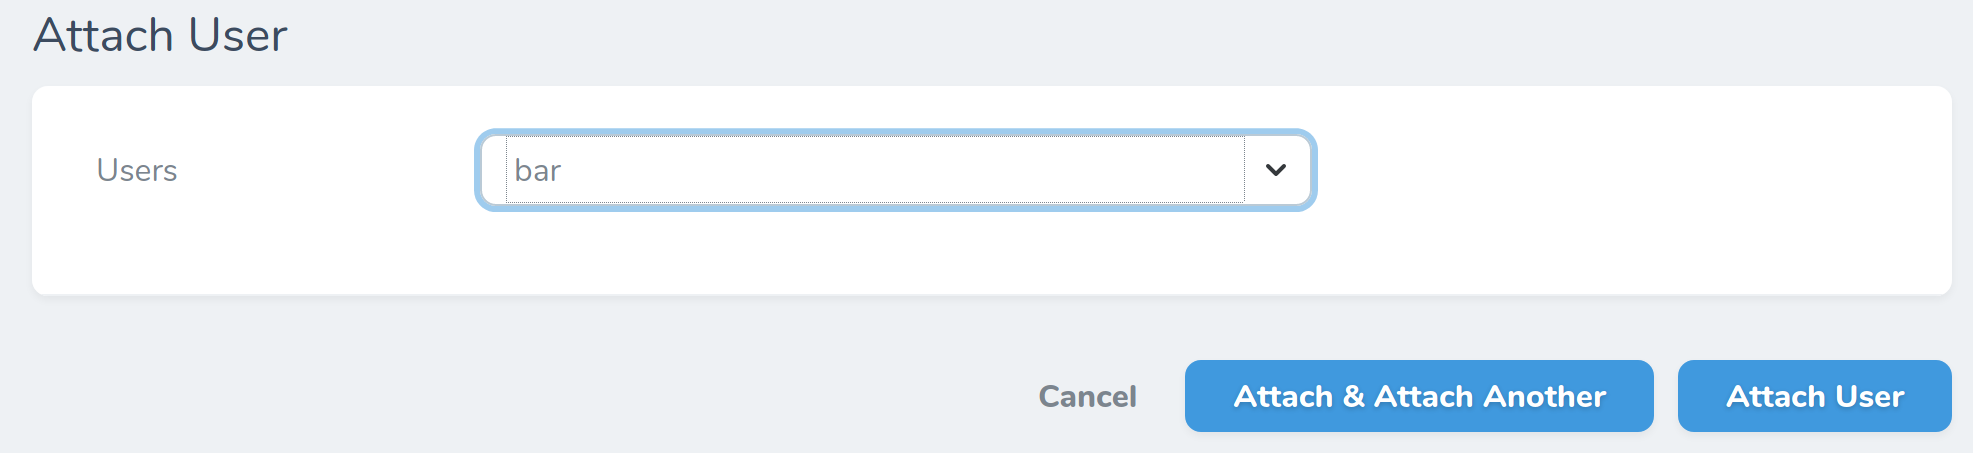 Attach User
Users
bar
Cancel
Attach & Attach Another
Attach User